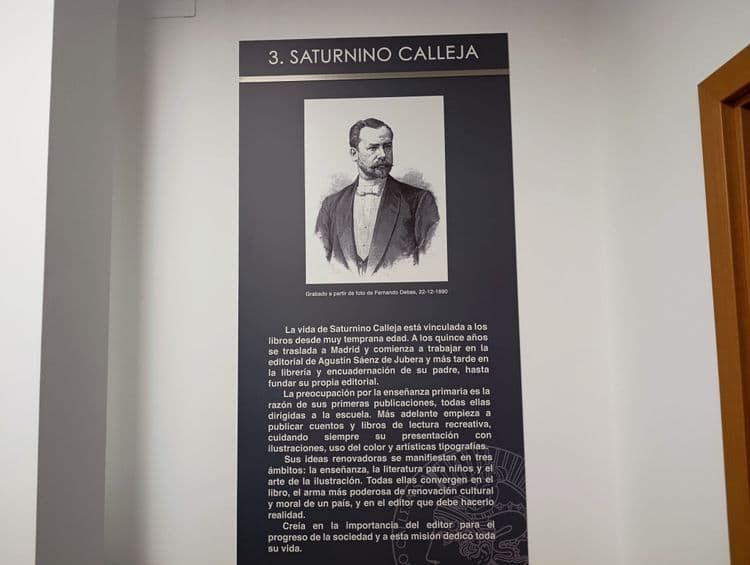 3. SATURNINO CALLEJA
Grabado a partir de foto de Fernando Debas, 22-12-1890
La vida de Saturnino Calleja está vinculada a los
libros desde muy temprana edad. A los quince años
se traslada a Madrid y comienza a trabajar en la
editorial de Agustín Sáenz de Jubera y más tarde en
la librería y encuadernación de su padre, hasta
fundar su propia editorial.
La preocupación por la enseñanza primaria es la
razón de sus primeras publicaciones, todas ellas
dirigidas a la escuela. Más adelante empieza a
publicar cuentos y libros de lectura recreativa,
cuidando siempre su presentación con
ilustraciones, uso del color y artísticas tipografías.
Sus ideas renovadoras se manifiestan en tres
ámbitos: la enseñanza, la literatura para niños y el
arte de la ilustración. Todas ellas convergen en el
libro, el arma más poderosa de renovación cultural
y moral de un país, y en el editor que debe hacerlo
realidad.
Creía en la importancia del editor para el
progreso de la sociedad y a esta misión dedicó toda
su vida.